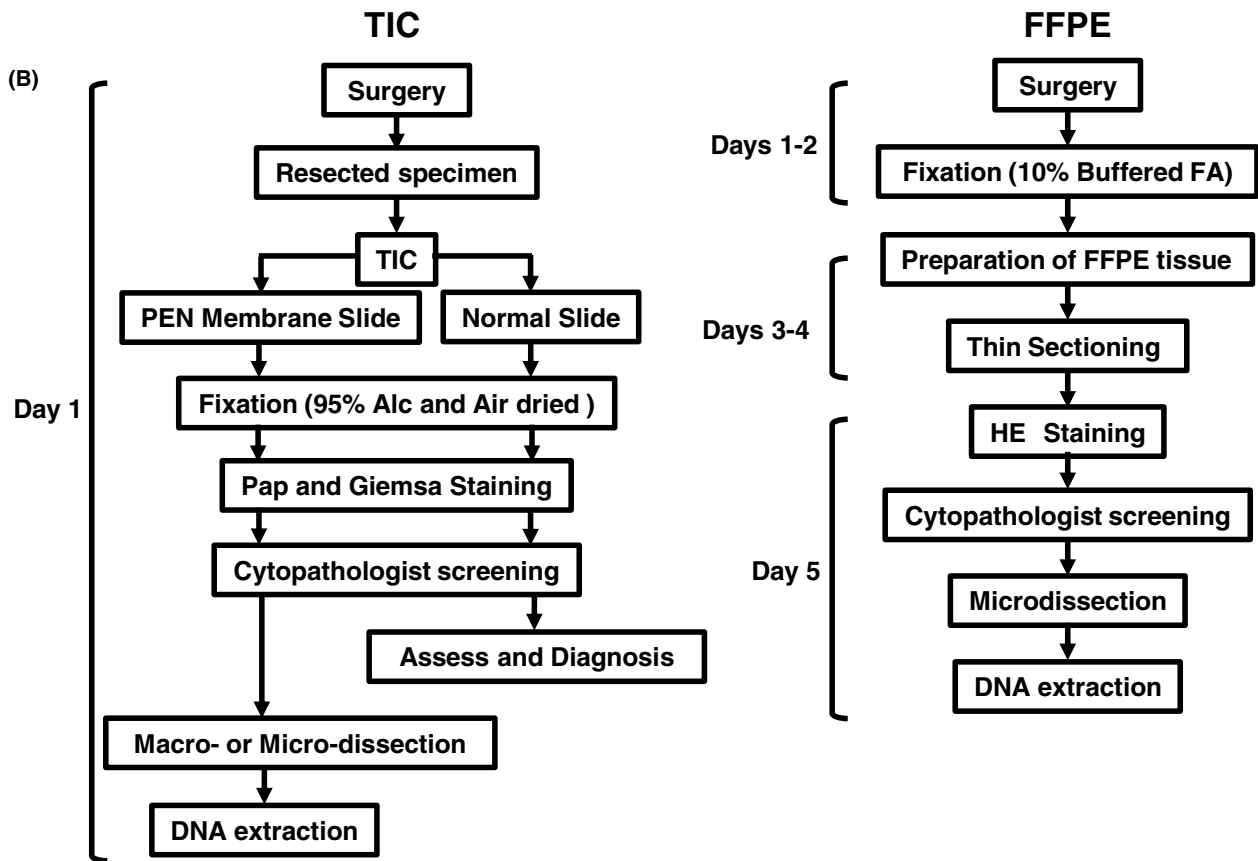 TIC
(B)
Surgery
Resected specimen
TIC
PEN Membrane Slide
Normal Slide
Fixation (95% Alc and Air dried )
Day 1
Pap and Giemsa Staining
Cytopathologist screening
Assess and Diagnosis
Macro- or Micro-dissection
DNA extraction
FFPE
Surgery
Days 1-2
Fixation (10% Buffered FA)
Preparation of FFPE tissue
Days 3-4
Thin Sectioning
HE Staining
Cytopathologist screening
Day 5
Microdissection
DNA extraction